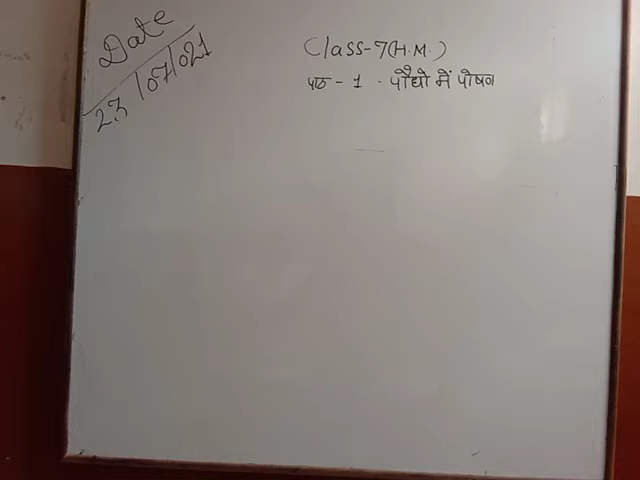 Date
23/07/021
Class-7(H.M.)
पाठ - 1 . पौधो में पोषण